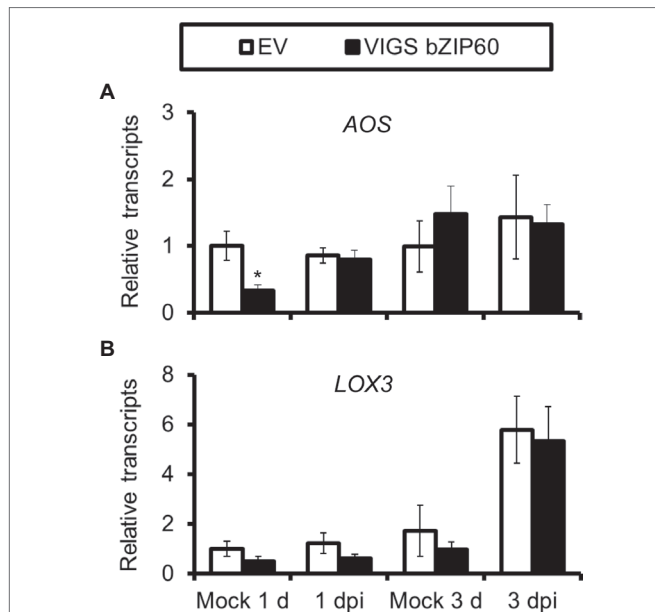 EV VIGS bZIP60
A
AOS
Relative transcripts
3
2
1
0
B
LOX3
Relative transcripts
8
6
4
2
0
Mock 1 d 1 dpi Mock 3 d 3 dpi
*